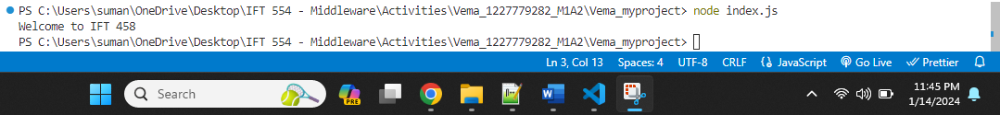 PS C:\Users\suman\OneDrive\Desktop\IFT 554 - Middleware\Activities\Vema_1227779282_M1A2\Vema_myproject> node index.js
Welcome to IFT 458
PS C:\Users\suman\OneDrive\Desktop\IFT 554 - Middleware\Activities\Vema_1227779282_M1A2\Vema_myproject>
Ln 3, Col 13 Spaces: 4 UTF-8 CRLF JavaScript Go Live Prettier
Search PRE 11:45 PM
1/14/2024